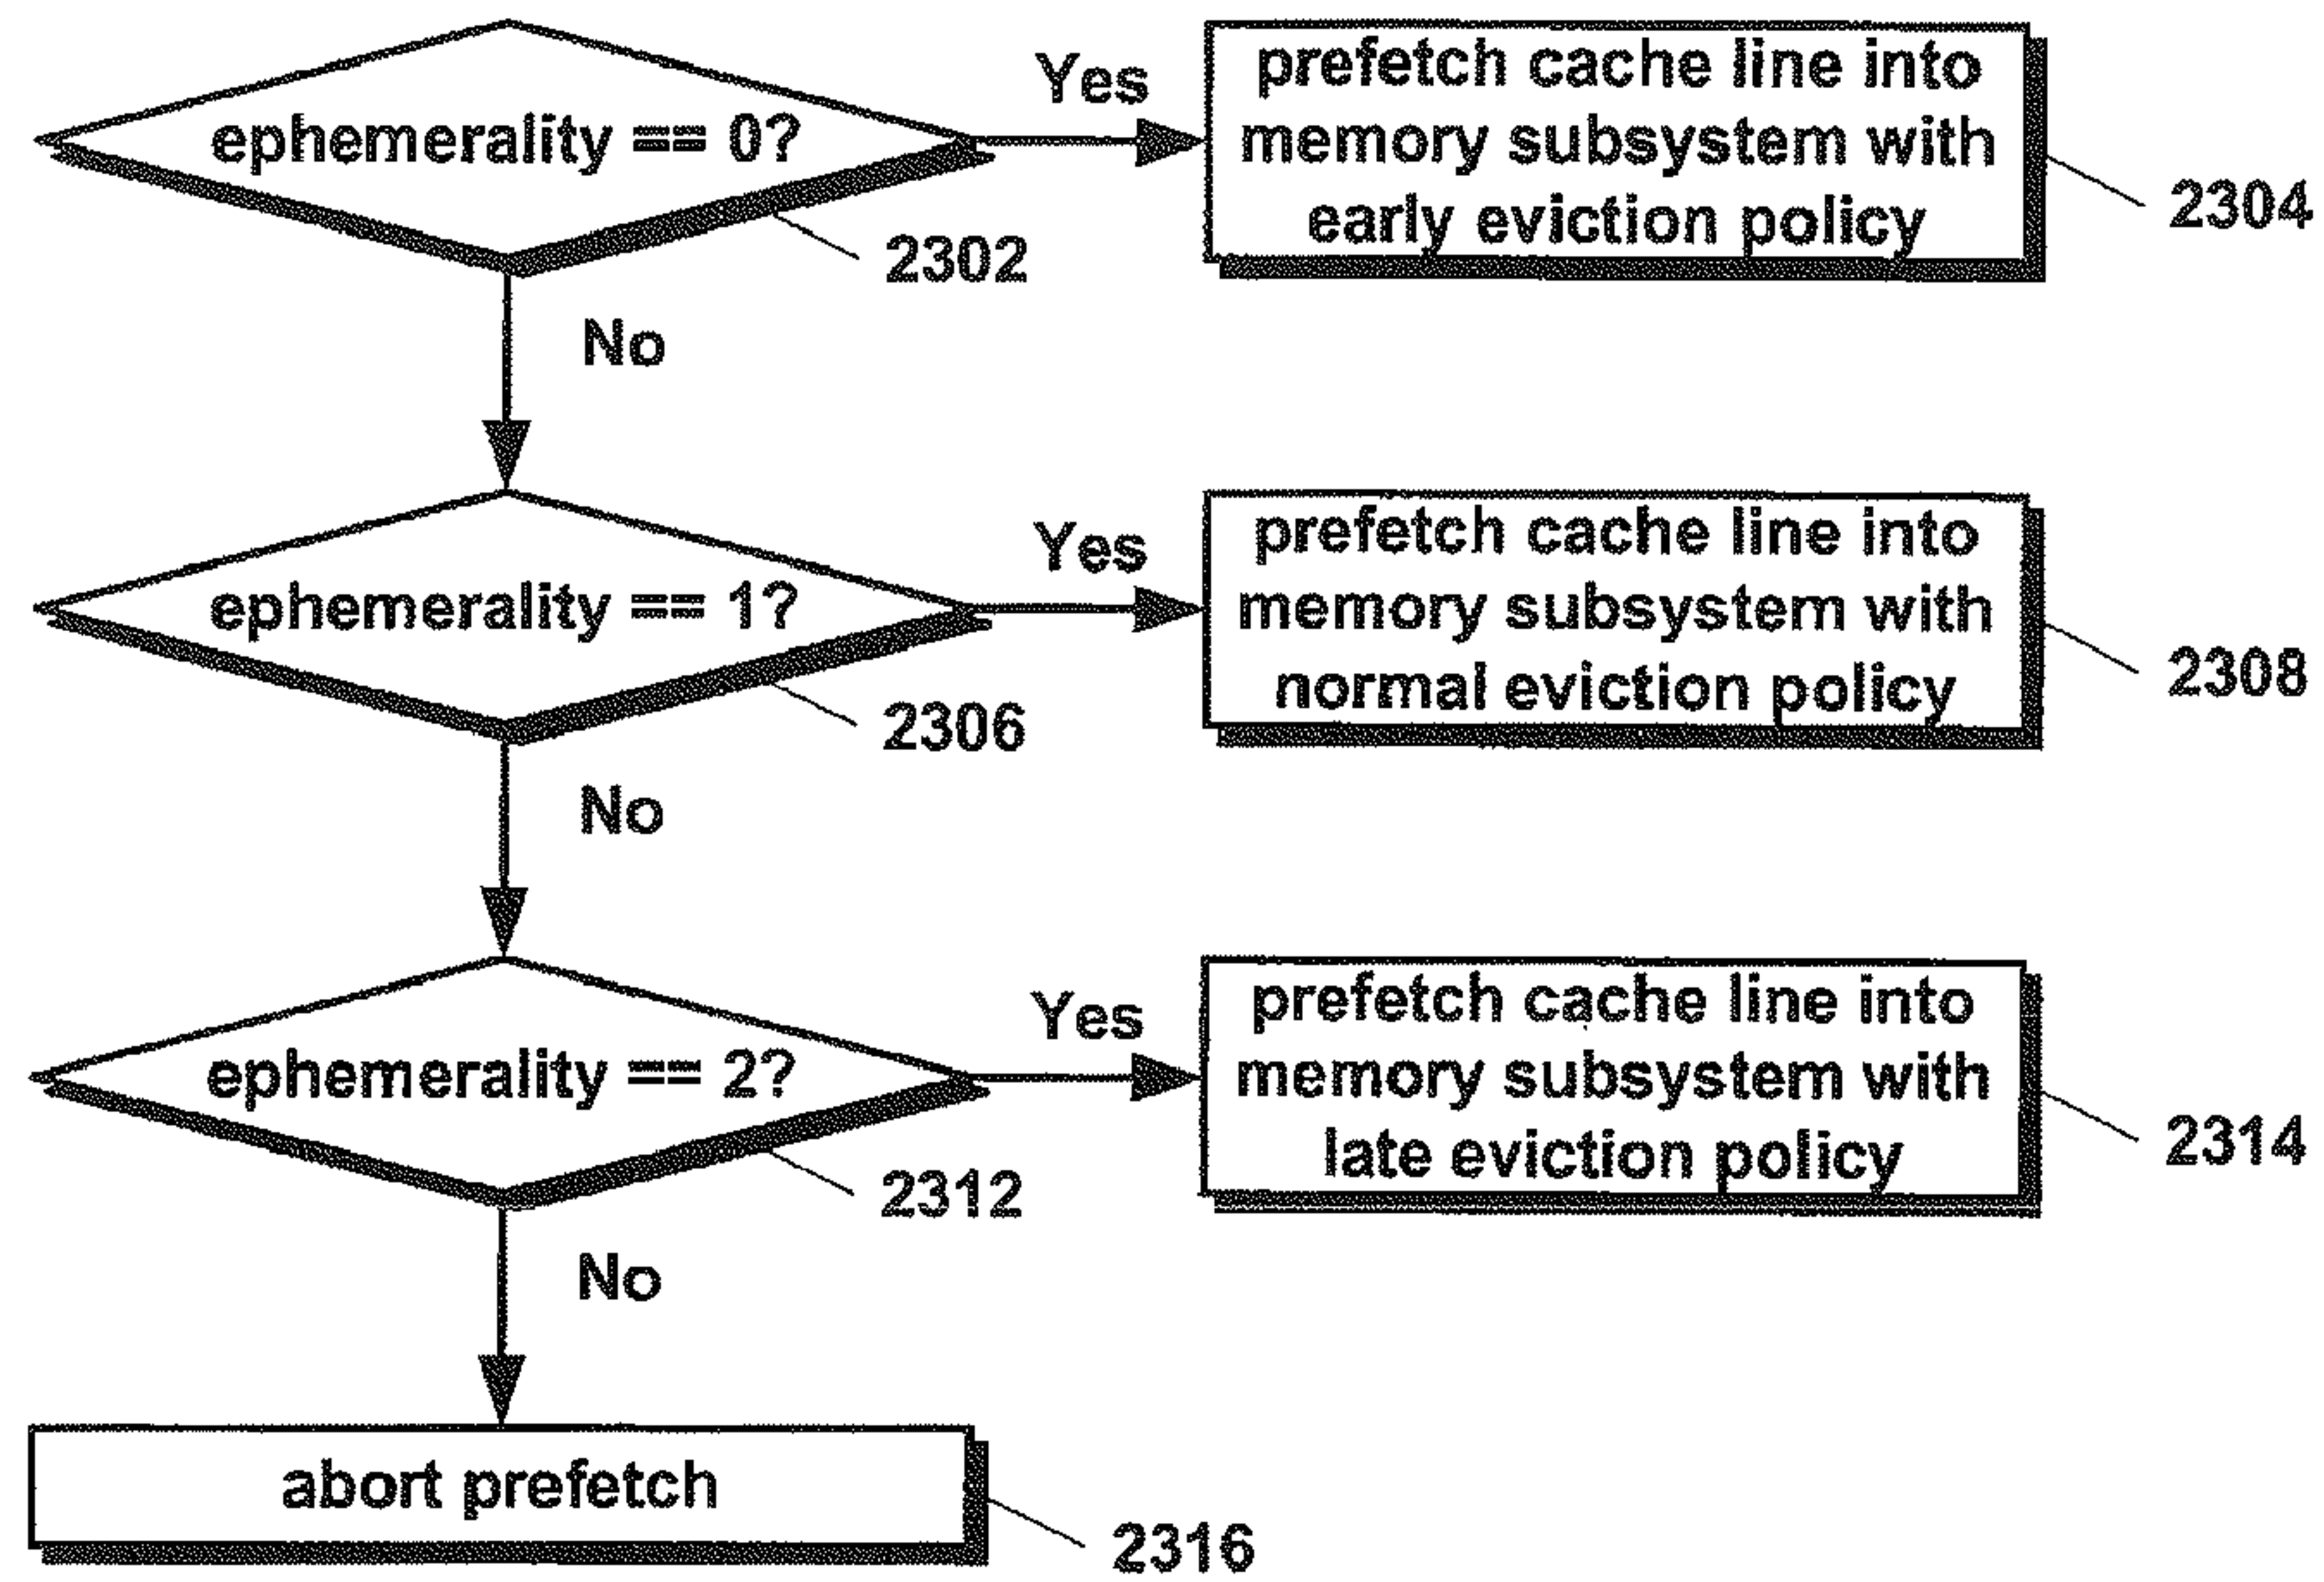 ephemerality == 0?
Yes
prefetch cache line into
memory subsystem with
early eviction policy
2304
2302
No
ephemerality == 1?
Yes
prefetch cache line into
memory subsystem with
normal eviction policy
2308
2306
No
ephemerality == 2?
Yes
prefetch cache line into
memory subsystem with
late eviction policy
2314
2312
No
abort prefetch
2316